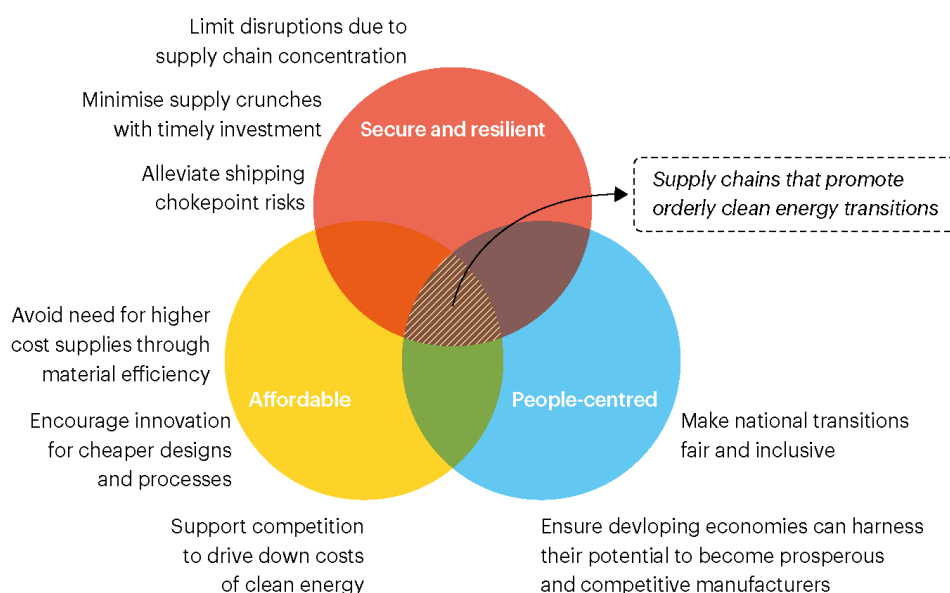 Limit disruptions due to
supply chain concentration
Minimise supply crunches
with timely investment
Secure and resilient
Alleviate shipping
chokepoint risks
Supply chains that promote
orderly clean energy transitions
Avoid need for higher
cost supplies through
material efficiency
Affordable
People-centred
Encourage innovation
for cheaper designs
and processes
Make national transitions
fair and inclusive
Support competition
to drive down costs
of clean energy
Ensure devloping economies can harness
their potential to become prosperous
and competitive manufacturers